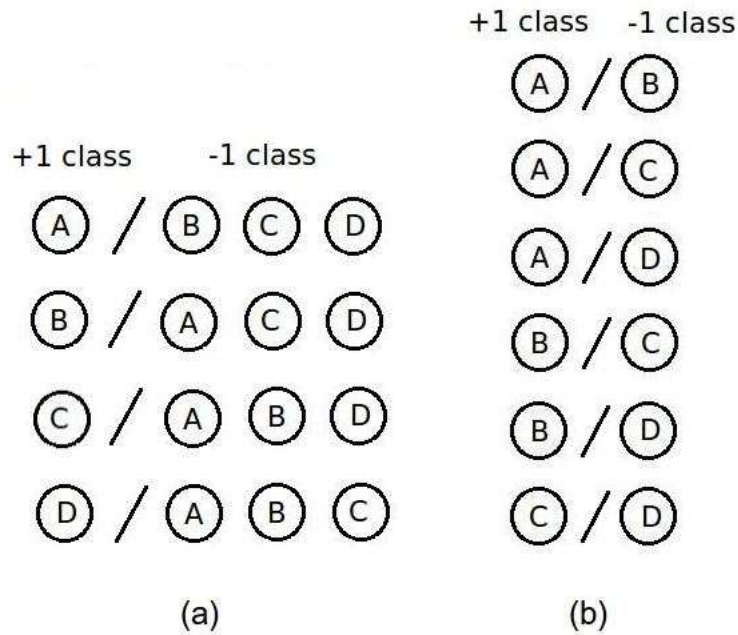 +1 class -1 class
A / B C D
B / A C D
C / A B D
D / A B C
(a)
+1 class -1 class
A / B
A / C
A / D
B / C
B / D
C / D
(b)